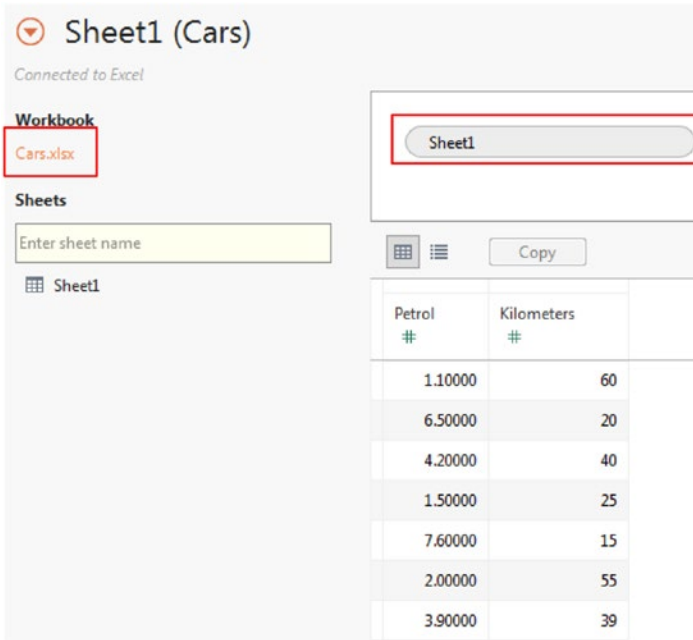 Sheet1 (Cars)
Connected to Excel
Workbook
Cars.xlsx
Sheets
Enter sheet name
Sheet1
Sheet1
Copy
Petrol Kilometers
# #
1.10000 60
6.50000 20
4.20000 40
1.50000 25
7.60000 15
2.00000 55
3.90000 39